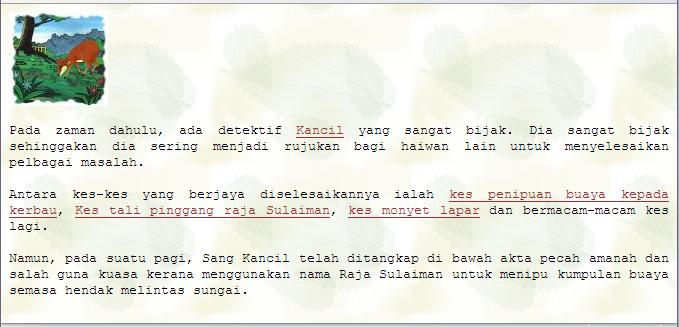 Pada zaman dahulu, ada detektif Kancil yang sangat bijak. Dia sangat bijak
sehinggakan dia sering menjadi rujukan bagi haiwan lain untuk menyelesaikan
pelbagai masalah.
Antara kes-kes yang berjaya diselesaikannya ialah kes penipuan buaya kepada
kerbau, Kes tali pinggang raja Sulaiman, kes monyet lapar dan bermacam-macam kes
lagi.
Namun, pada suatu pagi, Sang Kancil telah ditangkap di bawah akta pecah amanah dan
salah guna kuasa kerana menggunakan nama Raja Sulaiman untuk menipu kumpulan buaya
semasa hendak melintas sungai.